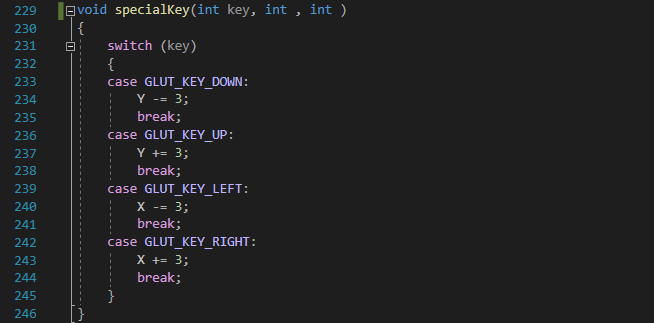 229 void specialKey(int key, int , int )
230 {
231     switch (key)
232     {
233     case GLUT_KEY_DOWN:
234         Y -= 3;
235         break;
236     case GLUT_KEY_UP:
237         Y += 3;
238         break;
239     case GLUT_KEY_LEFT:
240         X -= 3;
241         break;
242     case GLUT_KEY_RIGHT:
243         X += 3;
244         break;
245     }
246 }